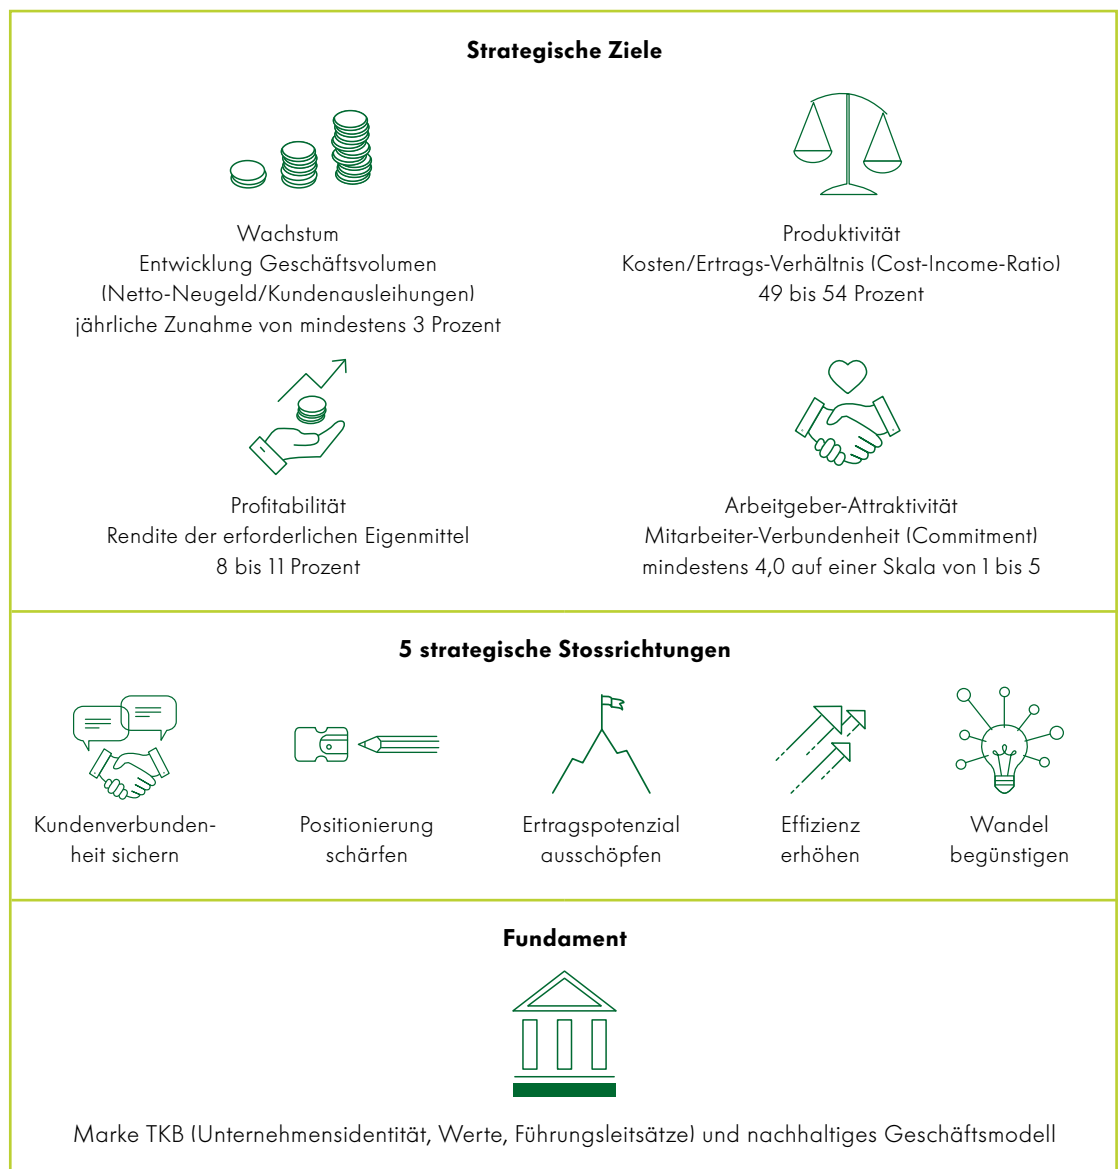 Strategische Ziele
Wachstum
Entwicklung Geschäftsvolumen
(Netto-Neugeld/Kundenausleihungen)
jährliche Zunahme von mindestens 3 Prozent
Produktivität
Kosten/Ertrags-Verhältnis (Cost-Income-Ratio)
49 bis 54 Prozent
Profitabilität
Rendite der erforderlichen Eigenmittel
8 bis 11 Prozent
Arbeitgeber-Attraktivität
Mitarbeiter-Verbundenheit (Commitment)
mindestens 4,0 auf einer Skala von 1 bis 5
5 strategische Stossrichtungen
Kundenverbunden-
heit sichern
Positionierung
schärfen
Ertragspotenzial
ausschöpfen
Effizienz
erhöhen
Wandel
begünstigen
Fundament
Marke TKB (Unternehmensidentität, Werte, Führungsleitsätze) und nachhaltiges Geschäftsmodell